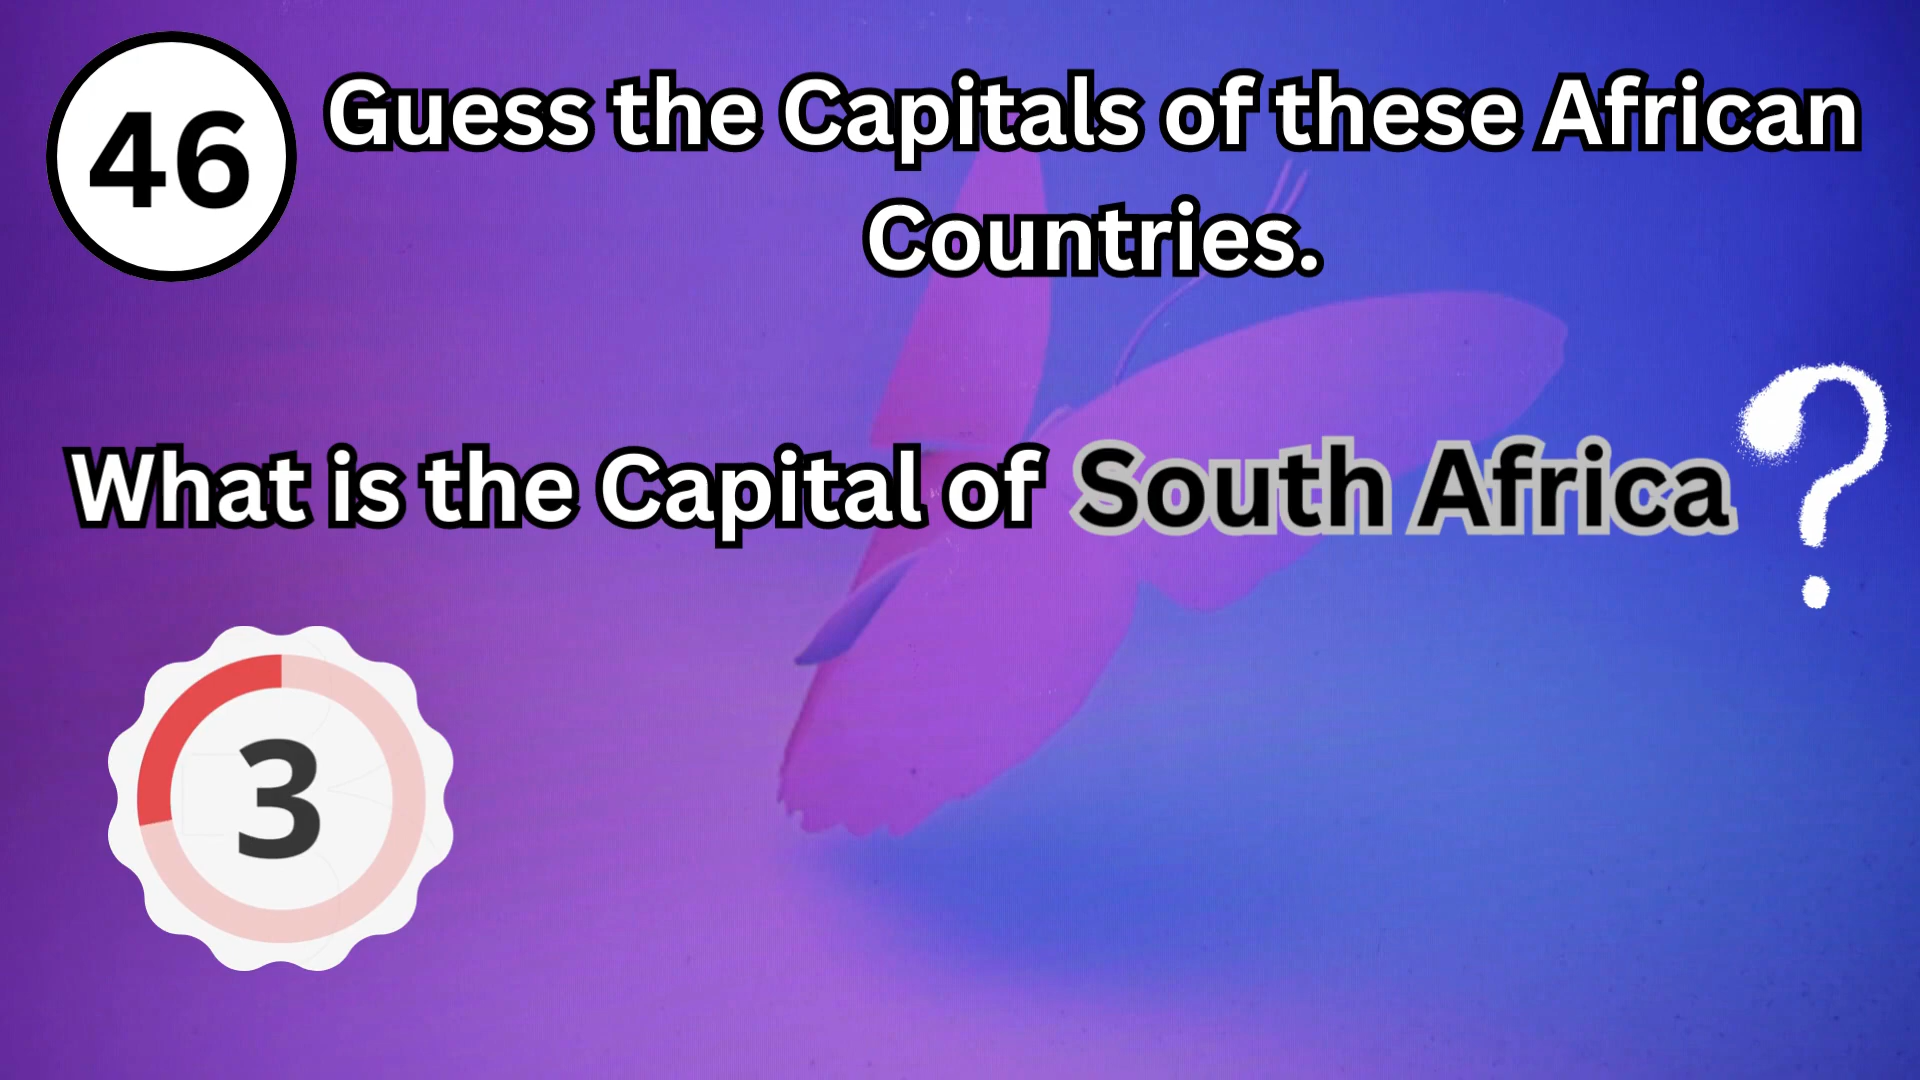 46
Guess the Capitals of these African
Countries.
What is the Capital of South Africa?
3